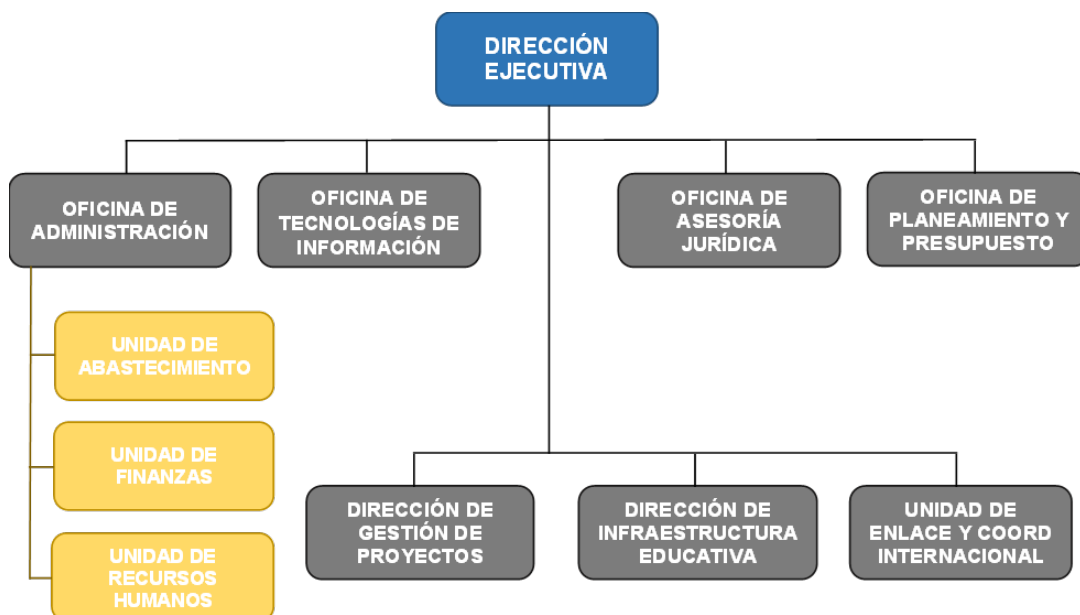 DIRECCIÓN
EJECUTIVA
OFICINA DE
ADMINISTRACIÓN
OFICINA DE
TECNOLOGÍAS DE
INFORMACIÓN
OFICINA DE
ASESORÍA
JURÍDICA
OFICINA DE
PLANEAMIENTO Y
PRESUPUESTO
UNIDAD DE
ABASTECIMIENTO
UNIDAD DE
FINANZAS
UNIDAD DE
RECURSOS
HUMANOS
DIRECCIÓN DE
GESTIÓN DE
PROYECTOS
DIRECCIÓN DE
INFRAESTRUCTURA
EDUCATIVA
UNIDAD DE
ENLACE Y COORD
INTERNACIONAL